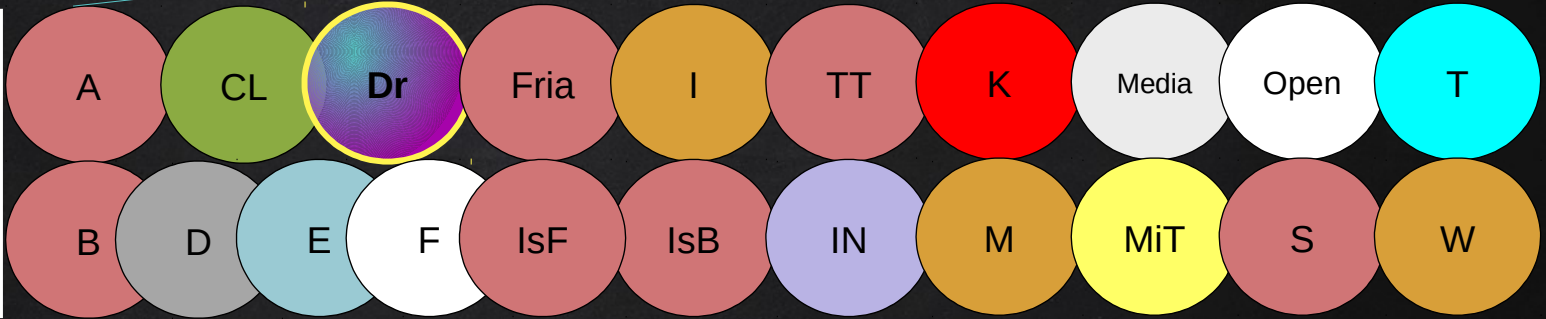 A CL Dr Fria I TT K Media Open T
B D E F IsF IsB IN M MiT S W